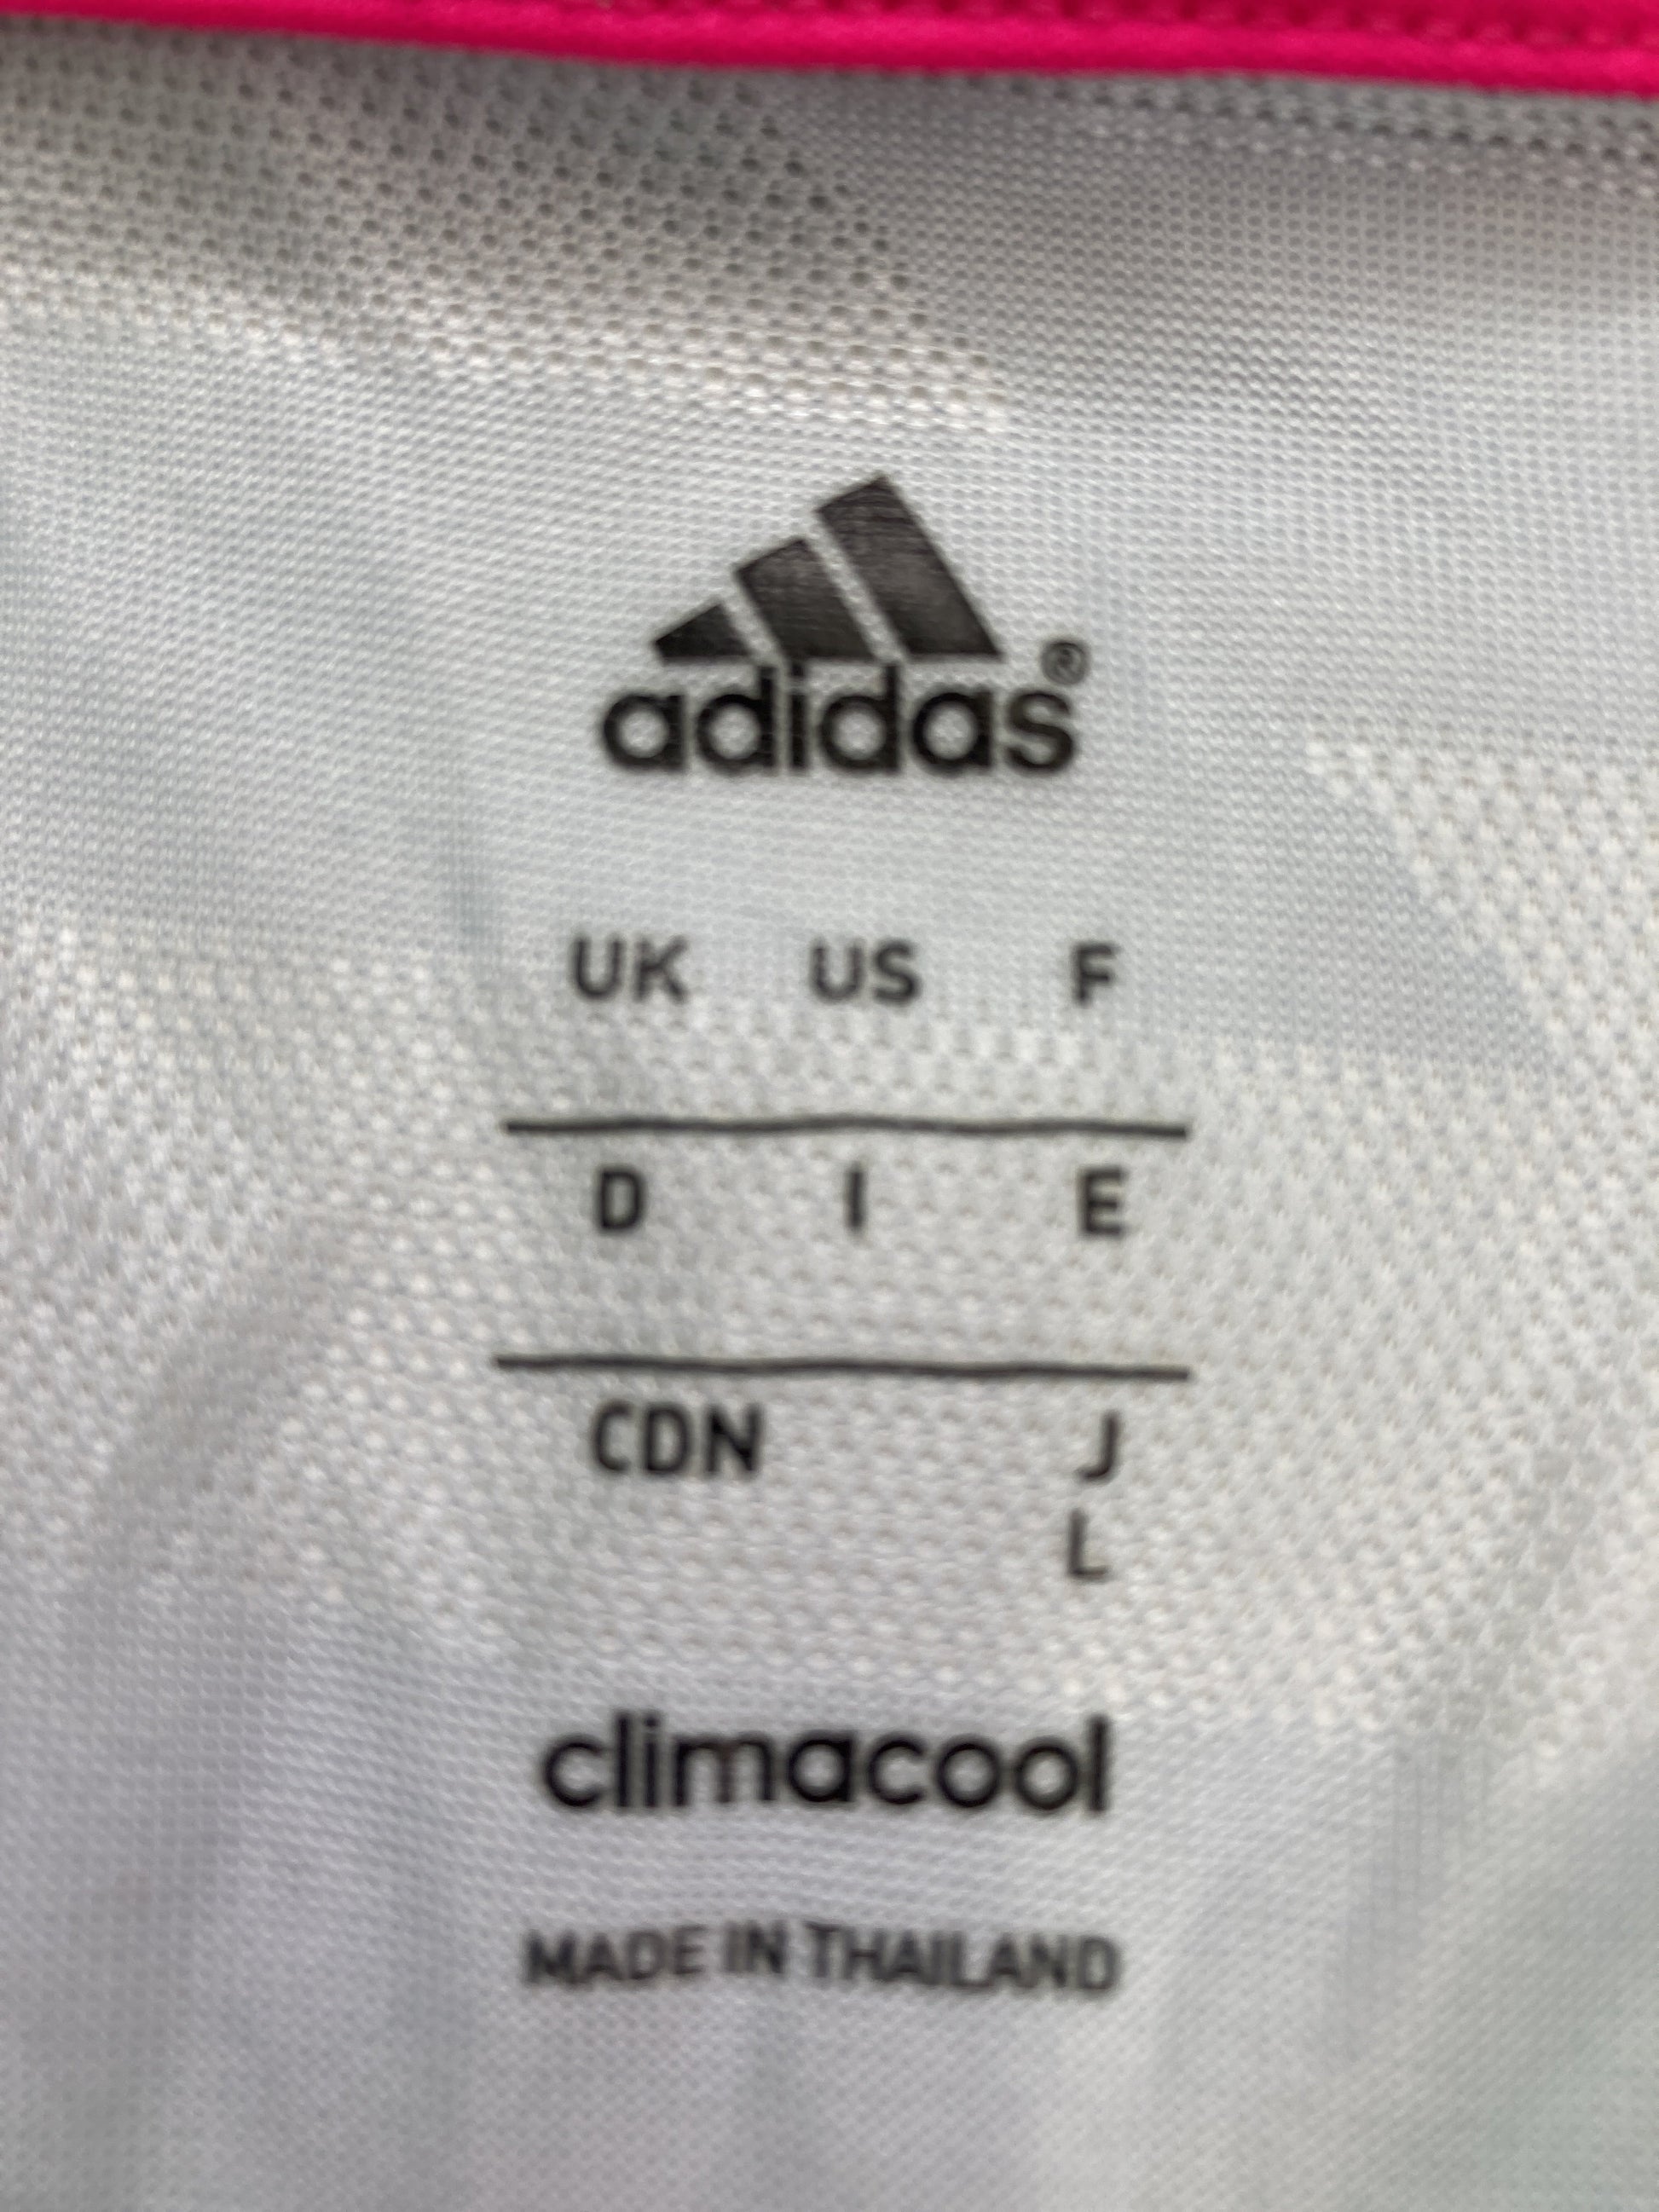 adidas®
UK US F
D I E
CDN J
L
climacool
MADE IN THAILAND